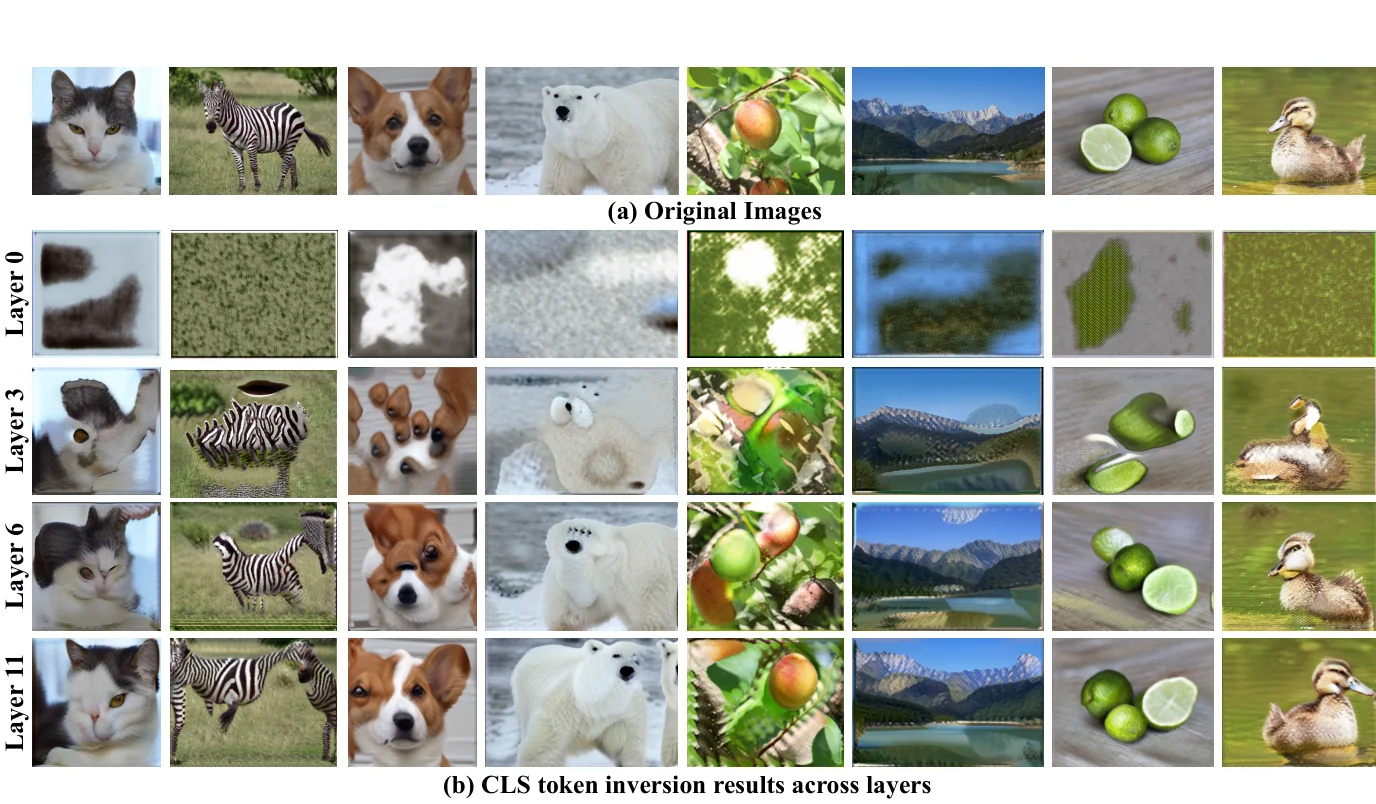 (a) Original Images
Layer 0
Layer 3
Layer 6
Layer 11
(b) CLS token inversion results across layers